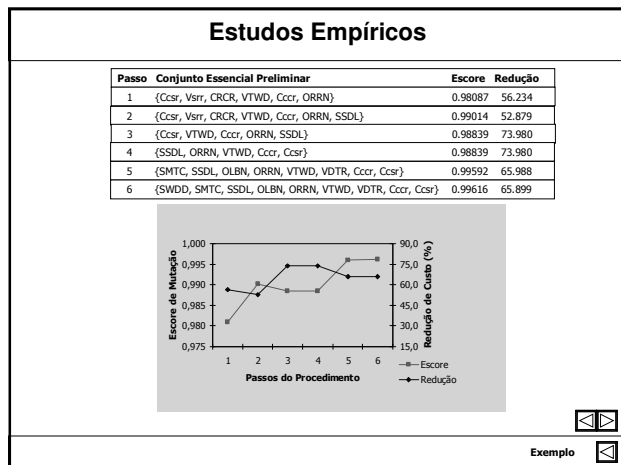 Estudos Empíricos
Passo Conjunto Essencial Preliminar Escore Redução
1 {Ccsr, Vsrr, CRCR, VTWD, Cccr, ORRN} 0.98087 56.234
2 {Ccsr, Vsrr, CRCR, VTWD, Cccr, ORRN, SSDL} 0.99014 52.879
3 {Ccsr, VTWD, Cccr, ORRN, SSDL} 0.98839 73.980
4 {SSDL, ORRN, VTWD, Cccr, Ccsr} 0.98839 73.980
5 {SMTC, SSDL, OLBN, ORRN, VTWD, VDTR, Cccr, Ccsr} 0.99592 65.988
6 {SWDD, SMTC, SSDL, OLBN, ORRN, VTWD, VDTR, Cccr, Ccsr} 0.99616 65.899
Escore de Mutação
1,000
0,995
0,990
0,985
0,980
0,975
90,0
75,0
60,0
45,0
30,0
15,0
Redução de Custo (%)
1 2 3 4 5 6
Passos do Procedimento
Escore
Redução
Exemplo